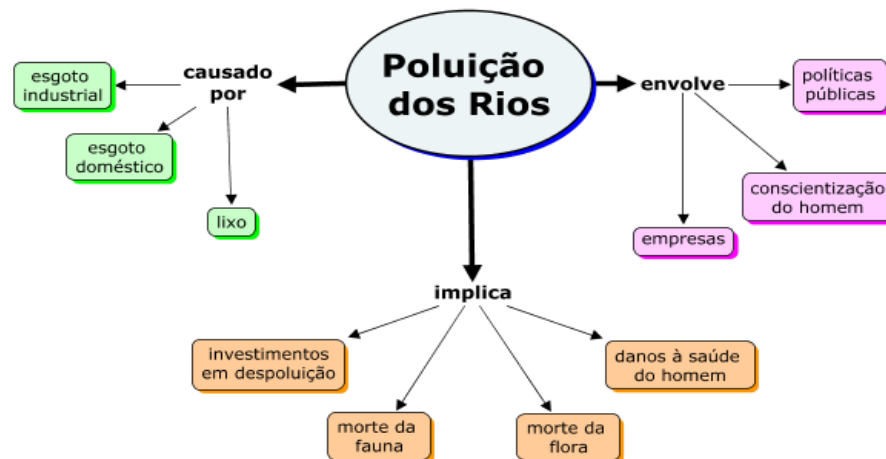 Poluição
dos Rios
causado
por
esgoto
industrial
esgoto
doméstico
lixo
envolve
políticas
públicas
conscientização
do homem
empresas
implica
investimentos
em despoluição
morte da
fauna
morte da
flora
danos à saúde
do homem